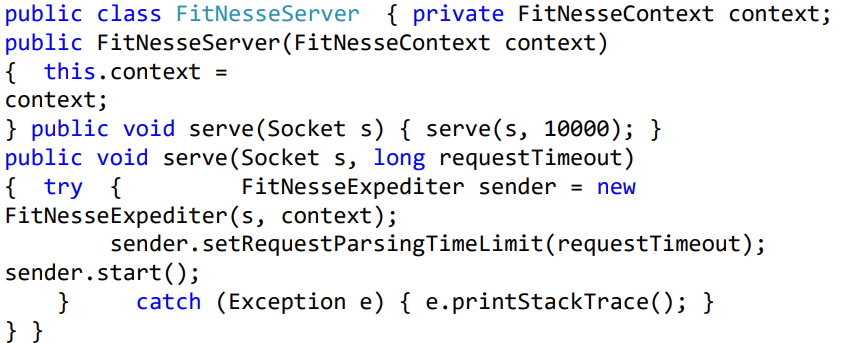 public class FitNesseServer  { private FitNesseContext context;
public FitNesseServer(FitNesseContext context)
{  this.context =
context;
} public void serve(Socket s) { serve(s, 10000); }
public void serve(Socket s, long requestTimeout)
{  try  {         FitNesseExpediter sender = new
FitNesseExpediter(s, context);
        sender.setRequestParsingTimeLimit(requestTimeout);
sender.start();
    }     catch (Exception e) { e.printStackTrace(); }
} }